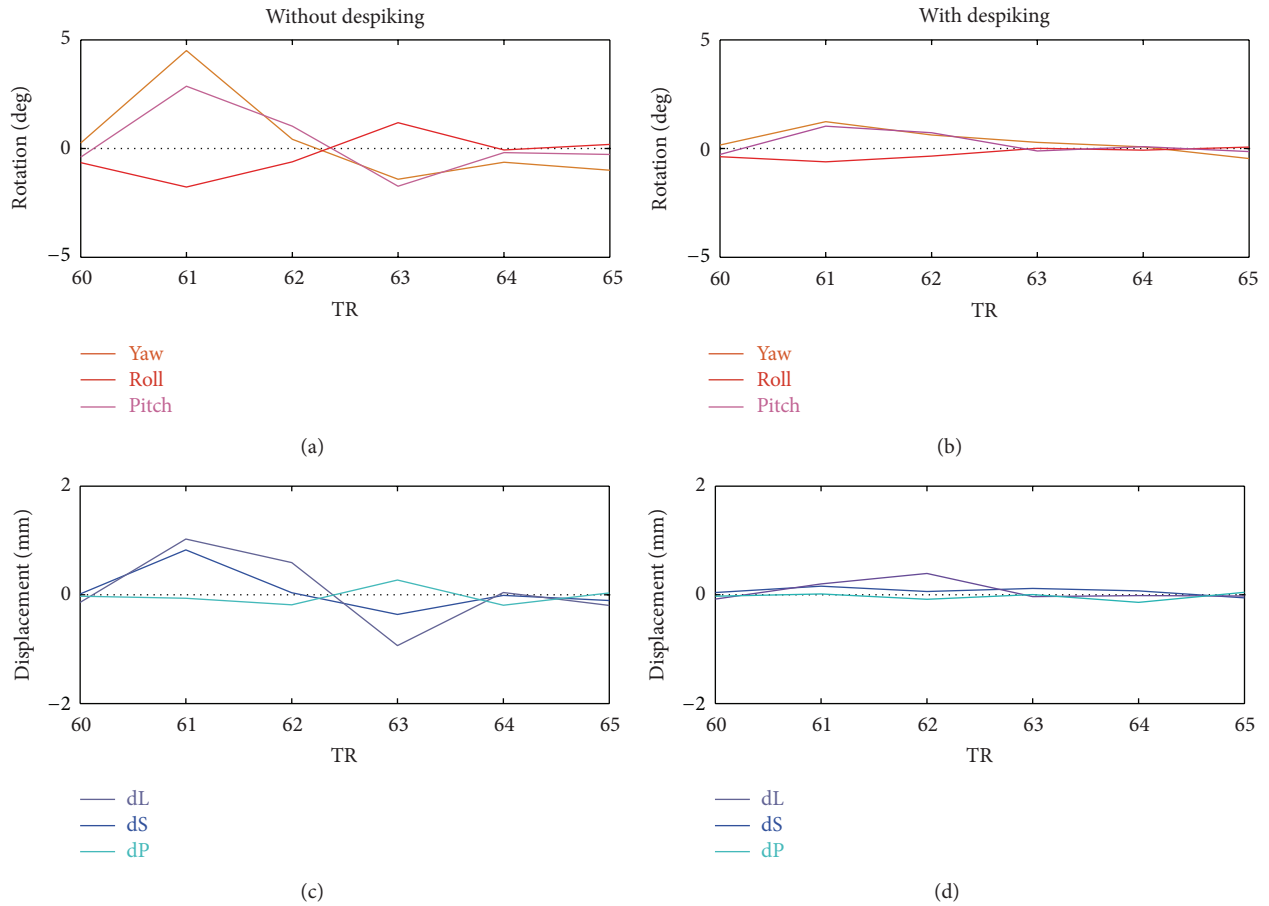 Without despiking
5
0
−5
Rotation (deg)
60 61 62 63 64 65
TR
Yaw
Roll
Pitch
(a)
With despiking
5
0
−5
Rotation (deg)
60 61 62 63 64 65
TR
Yaw
Roll
Pitch
(b)
2
0
−2
Displacement (mm)
60 61 62 63 64 65
TR
dL
dS
dP
(c)
2
0
−2
Displacement (mm)
60 61 62 63 64 65
TR
dL
dS
dP
(d)